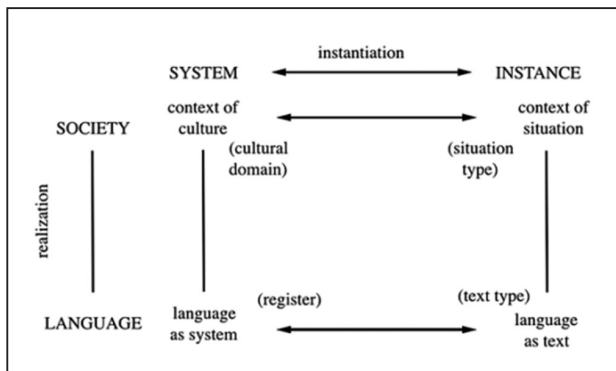 instantiation
SYSTEM
INSTANCE
context of
culture
context of
situation
SOCIETY
(cultural
domain)
(situation
type)
realization
(register)
(text type)
LANGUAGE
language
as system
language
as text